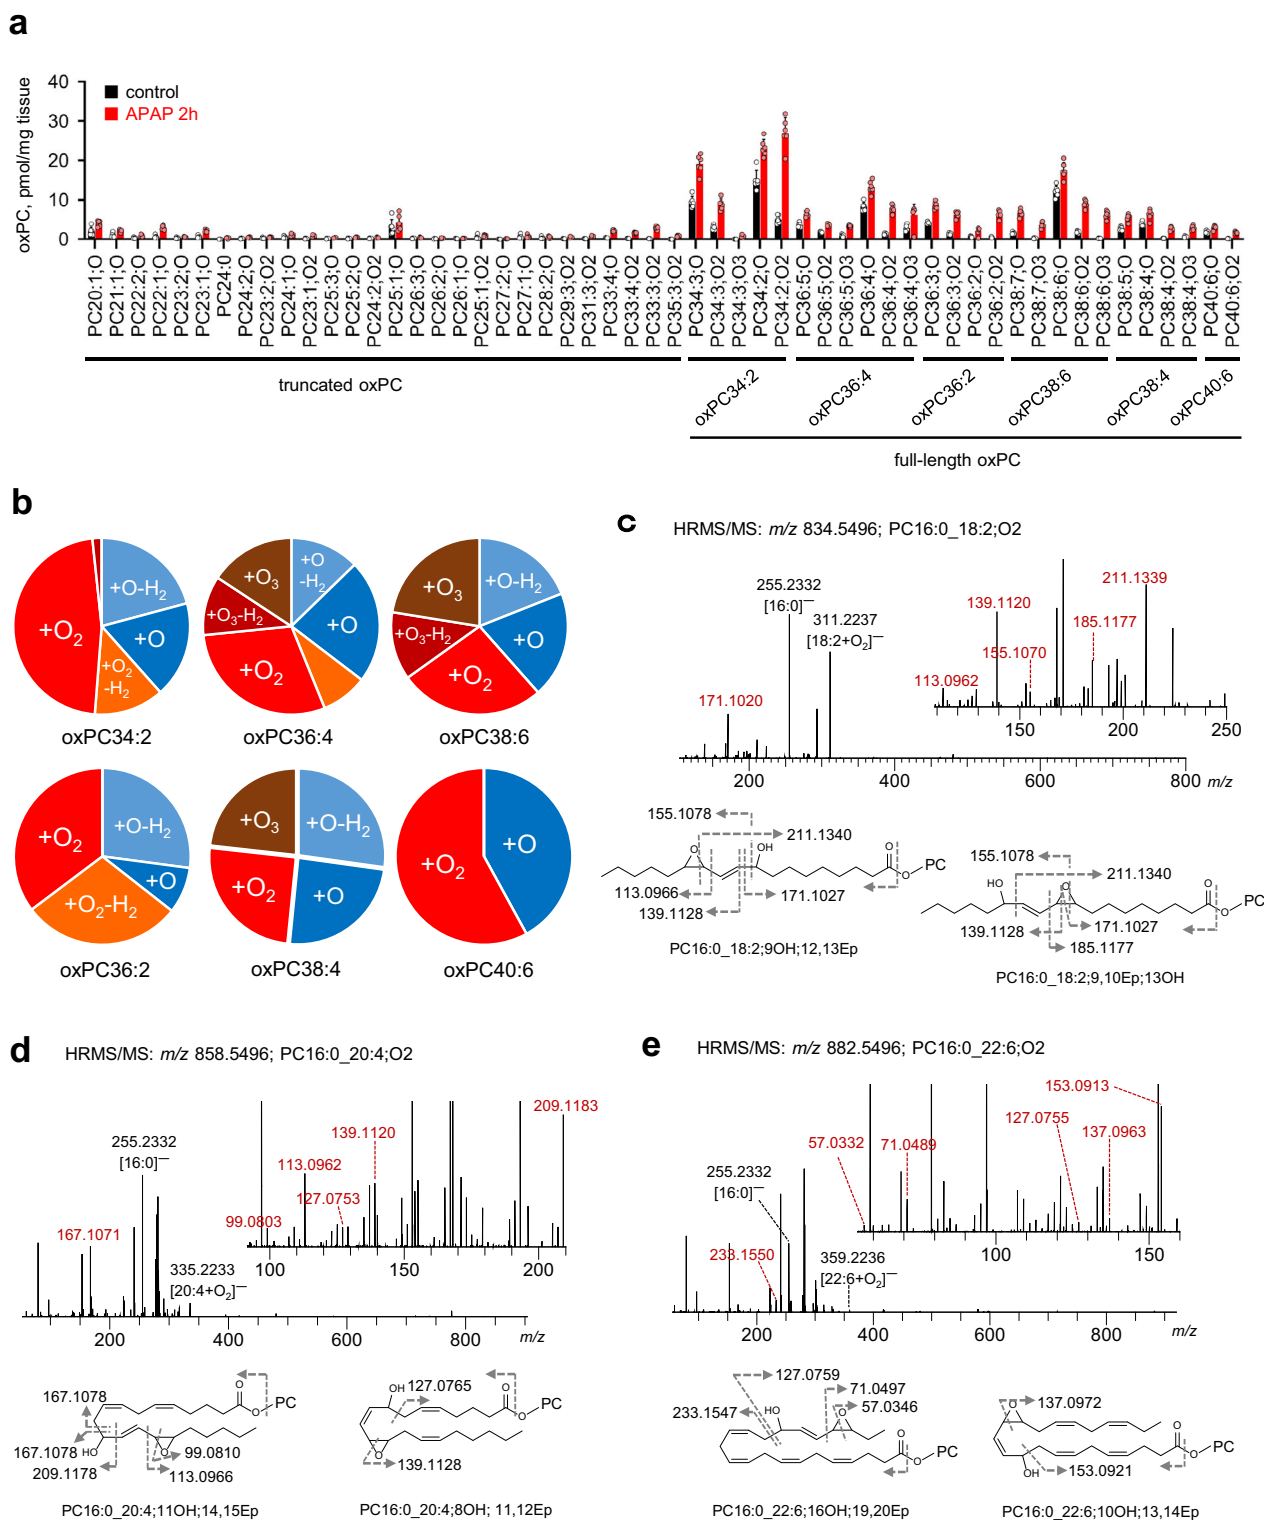 a
oxPC, pmol/mg tissue
40
30
20
10
0
control
APAP 2h
PC20:1;O
PC21:1;O
PC22:2;O
PC22:1;O
PC23:2;O
PC23:1;O
PC24:0
PC24:2;O
PC23:2;O2
PC24:1;O
PC23:1;O2
PC25:3;O
PC25:2;O
PC24:2;O2
PC25:1;O
PC26:3;O
PC26:2;O
PC26:1;O
PC25:1;O2
PC27:2;O
PC27:1;O
PC28:2;O
PC29:3;O2
PC31:3;O2
PC33:4;O
PC33:4;O2
PC33:3;O2
PC35:3;O2
PC34:3;O
PC34:3;O2
PC34:3;O3
PC34:2;O
PC34:2;O2
PC36:5;O
PC36:5;O2
PC36:5;O3
PC36:4;O
PC36:4;O2
PC36:4;O3
PC36:3;O
PC36:3;O2
PC36:2;O
PC36:2;O2
PC38:7;O
PC38:7;O3
PC38:6;O
PC38:6;O2
PC38:6;O3
PC38:5;O
PC38:4;O
PC38:4;O2
PC38:4;O3
PC40:6;O
PC40:6;O2
truncated oxPC
oxPC34:2
oxPC36:4
oxPC36:2
oxPC38:6
oxPC38:4
oxPC40:6
full-length oxPC
b
+O-H2
+O
+O2
-H2
+O2
oxPC34:2
+O
-H2
+O
+O2
+O3-H2
+O3
oxPC36:4
+O-H2
+O
+O2
+O3-H2
+O3
oxPC38:6
+O-H2
+O
+O2-H2
+O2
oxPC36:2
+O-H2
+O
+O2
+O3
oxPC38:4
+O
+O2
oxPC40:6
c
HRMS/MS: m/z 834.5496; PC16:0_18:2;O2
255.2332
[16:0]—
311.2237
[18:2+O2]—
171.1020
200
400
600
800
m/z
211.1339
139.1120
185.1177
155.1070
113.0962
150
200
250
155.1078
O
OH
211.1340
O
O
PC
113.0966
171.1027
139.1128
PC16:0_18:2;9OH;12,13Ep
155.1078
211.1340
HO
O
O
O
PC
139.1128
171.1027
185.1177
PC16:0_18:2;9,10Ep;13OH
d
HRMS/MS: m/z 858.5496; PC16:0_20:4;O2
255.2332
[16:0]—
167.1071
335.2233
[20:4+O2]—
200
400
600
800
m/z
209.1183
139.1120
113.0962
127.0753
99.0803
100
150
200
167.1078
O
O
PC
167.1078
HO
O
99.0810
209.1178
113.0966
PC16:0_20:4;11OH;14,15Ep
OH
127.0765
O
O
PC
O
139.1128
PC16:0_20:4;8OH; 11,12Ep
e
HRMS/MS: m/z 882.5496; PC16:0_22:6;O2
255.2332
[16:0]—
233.1550
359.2236
[22:6+O2]—
200
400
600
800
m/z
153.0913
127.0755
137.0963
57.0332
71.0489
100
150
127.0759
71.0497
57.0346
HO
O
233.1547
O
O
PC
PC16:0_22:6;16OH;19,20Ep
O
137.0972
O
O
PC
OH
153.0921
PC16:0_22:6;10OH;13,14Ep